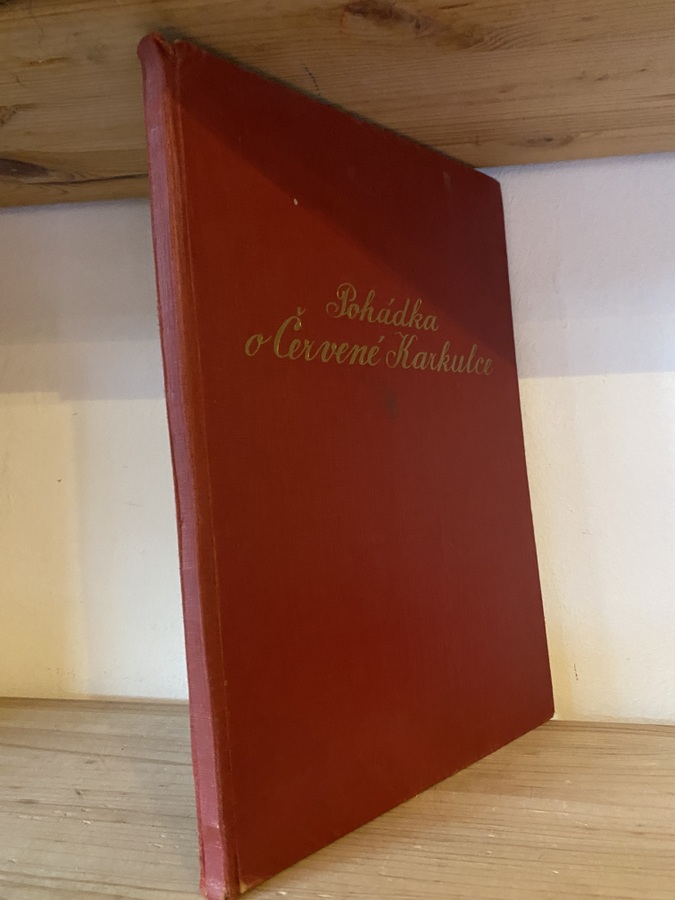 Pohádka
o Červené Karkulce